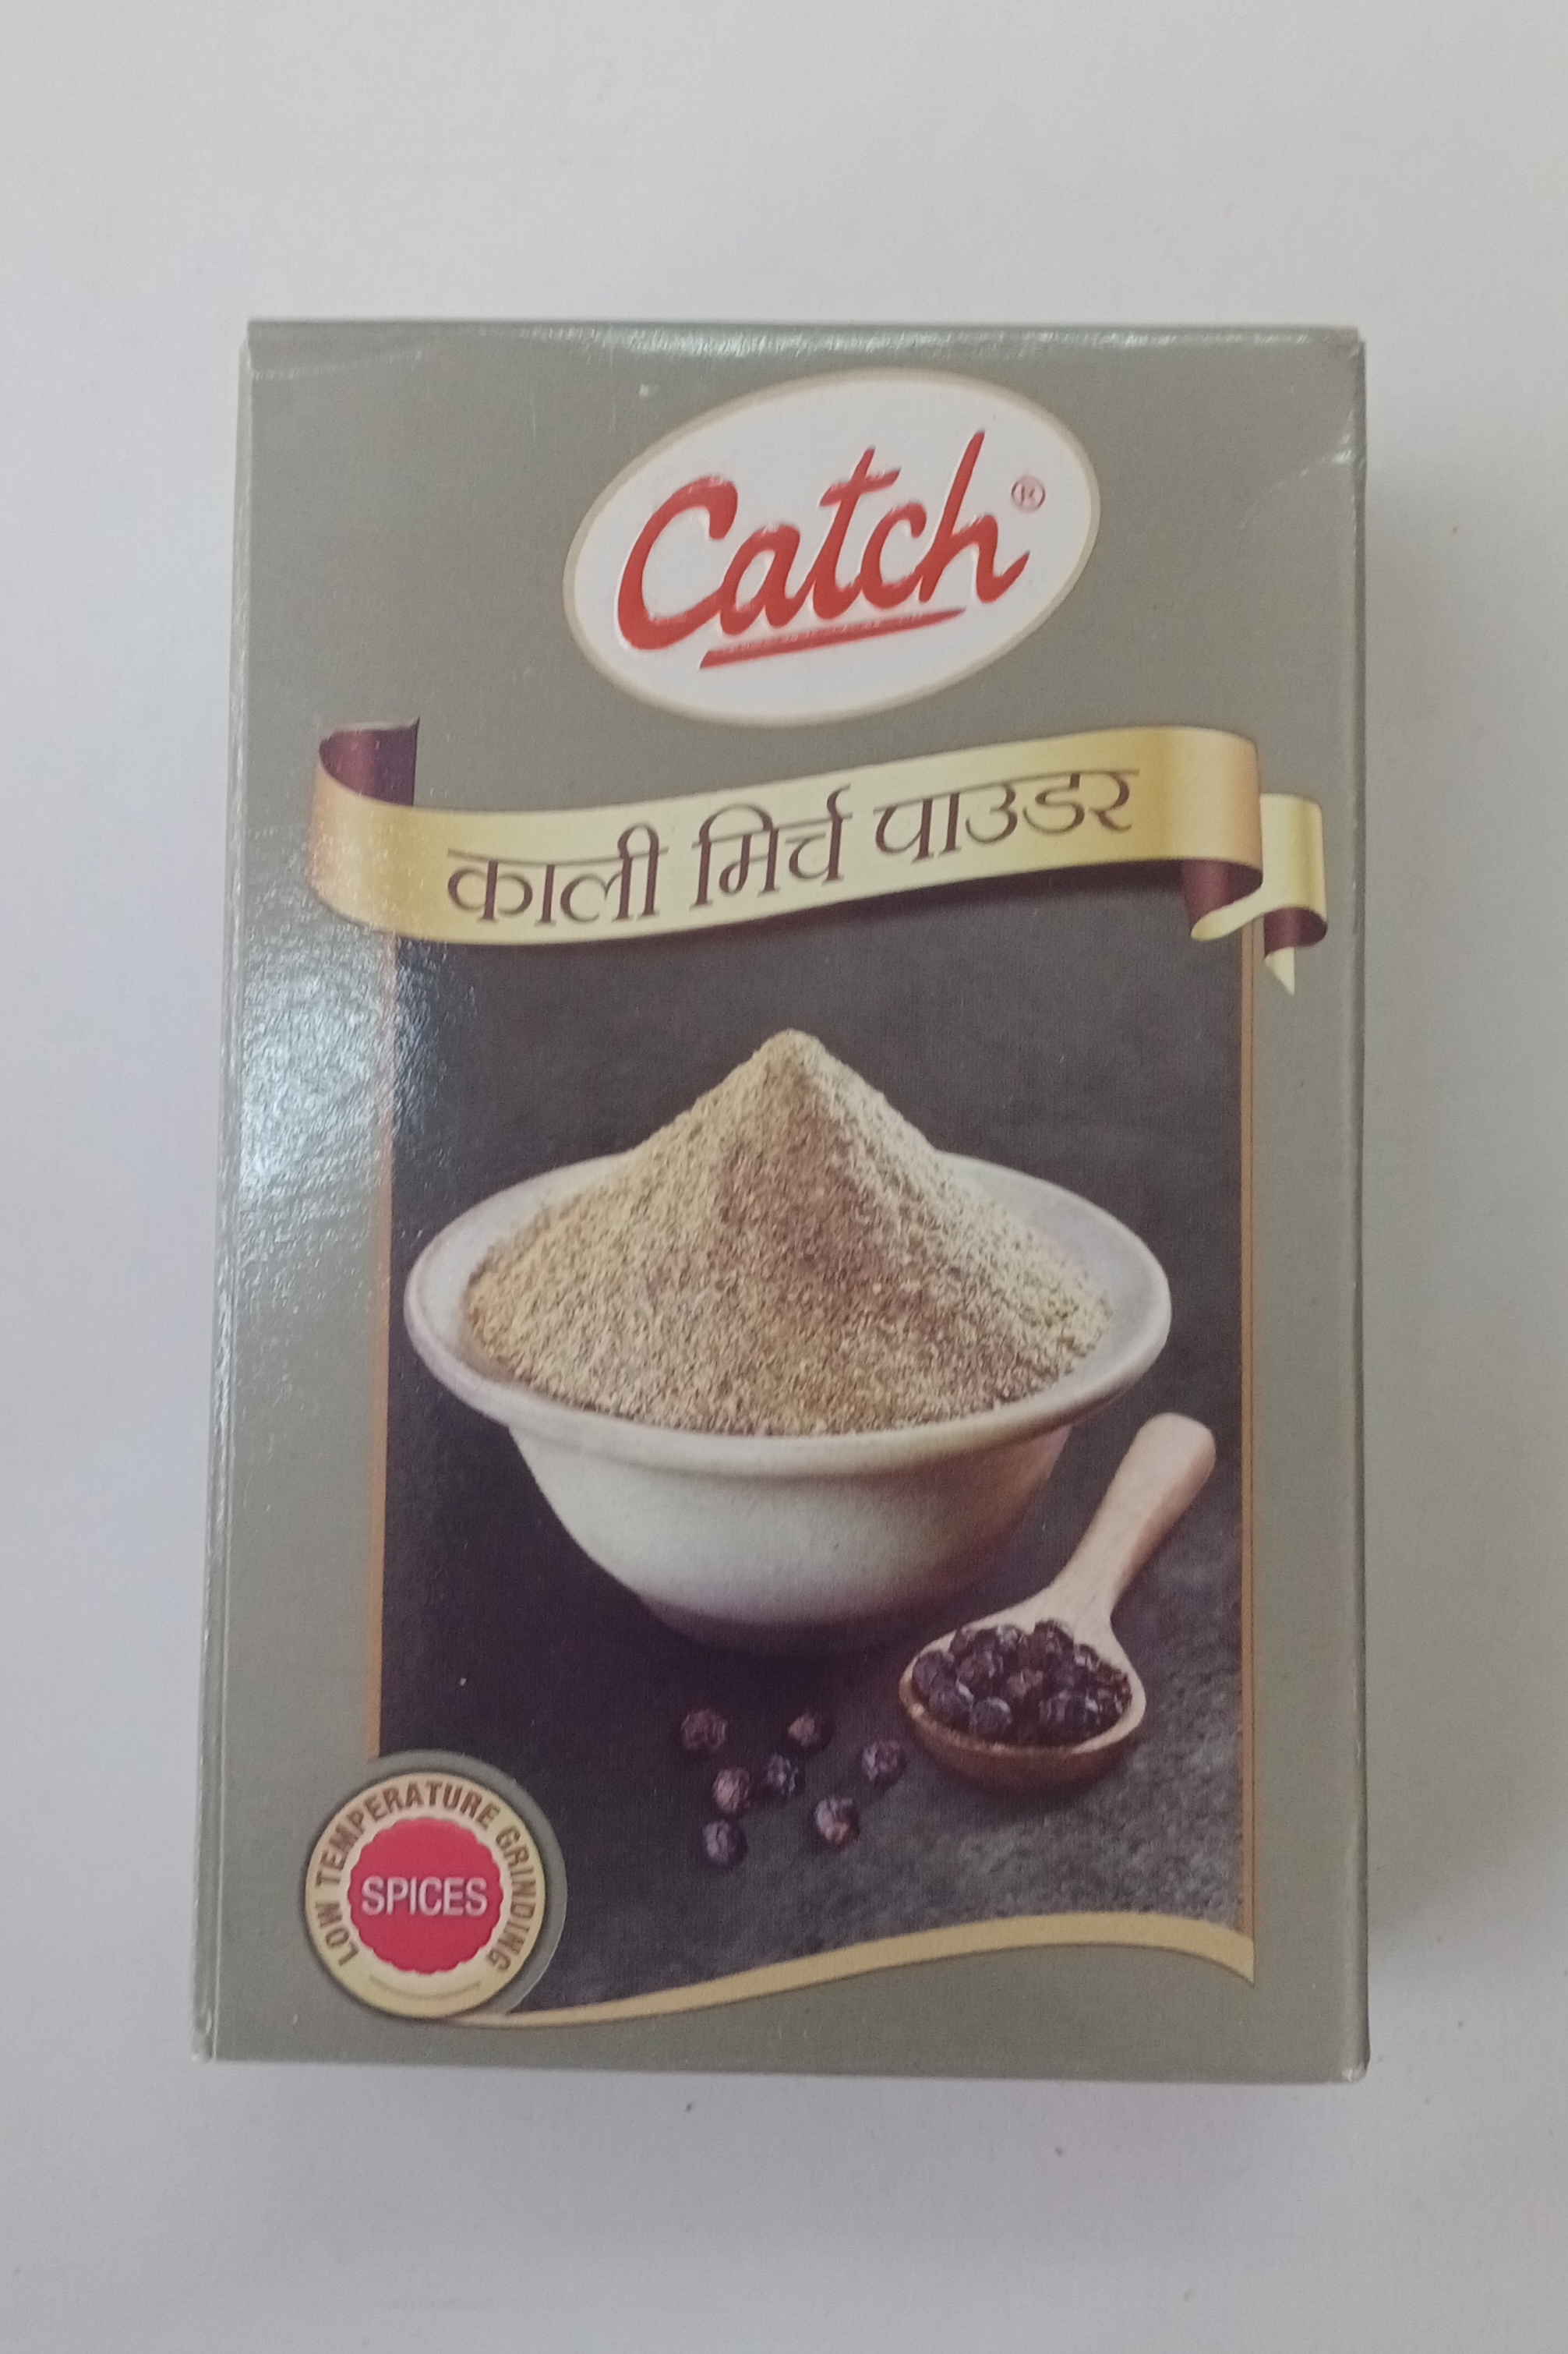 Catch®
काली मिर्च पाउडर
LOW TEMPERATURE GRINDING
SPICES